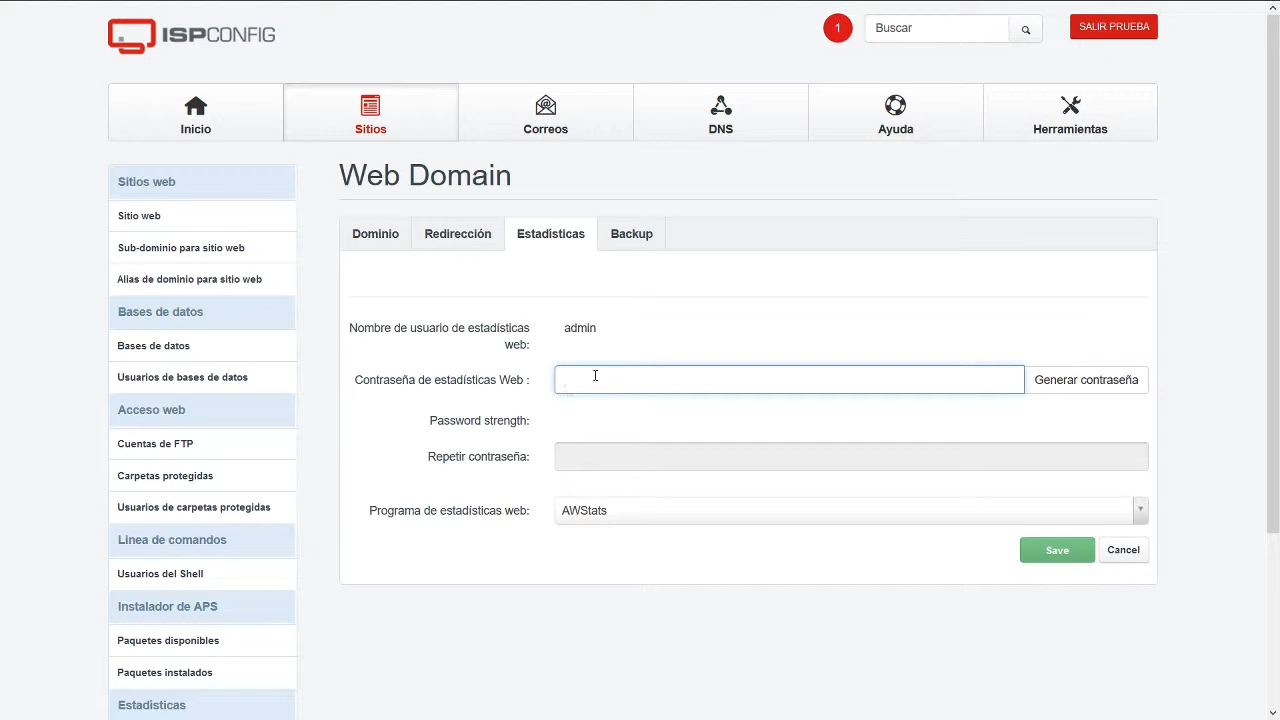 ISPCONFIG
1
Buscar
SALIR PRUEBA
Inicio
Sitios
Correos
DNS
Ayuda
Herramientas
Sitios web
Sitio web
Sub-dominio para sitio web
Alias de dominio para sitio web
Bases de datos
Bases de datos
Usuarios de bases de datos
Acceso web
Cuentas de FTP
Carpetas protegidas
Usuarios de carpetas protegidas
Linea de comandos
Usuarios del Shell
Instalador de APS
Paquetes disponibles
Paquetes instalados
Estadísticas
Web Domain
Dominio
Redirección
Estadísticas
Backup
Nombre de usuario de estadísticas
web:
admin
Contraseña de estadísticas Web :
Generar contraseña
Password strength:
Repetir contraseña:
Programa de estadísticas web:
AWStats
Save
Cancel